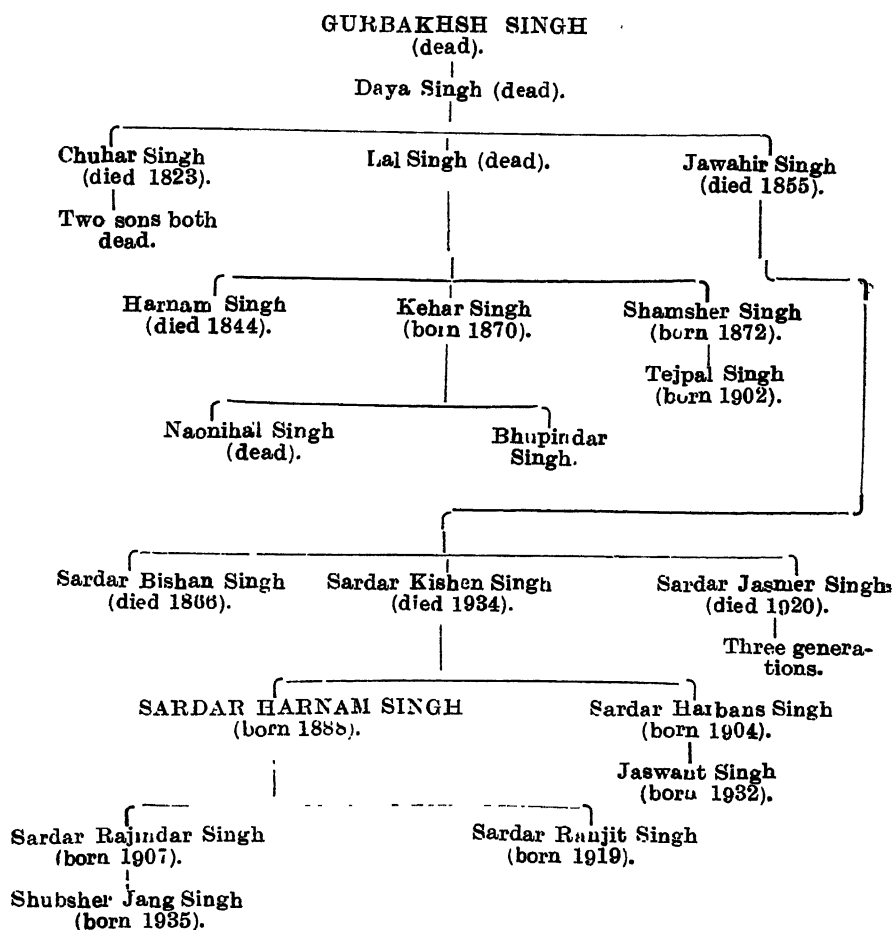 GURBAKHSH SINGH
(dead).
Daya Singh (dead).
Chuhar Singh
(died 1823).
Lal Singh (dead).
Jawahir Singh
(died 1855).
Two sons both
dead.
Harnam Singh
(died 1844).
Kehar Singh
(born 1870).
Shamsher Singh
(born 1872).
Tejpal Singh
(born 1902).
Naonihal Singh
(dead).
Bhupindar
Singh.
Sardar Bishan Singh
(died 1866).
Sardar Kishen Singh
(died 1934).
Sardar Jasmer Singh
(died 1920).
Three genera-
tions.
SARDAR HARNAM SINGH
(born 1888).
Sardar Harbans Singh
(born 1904).
Jaswant Singh
(born 1932).
Sardar Rajindar Singh
(born 1907).
Sardar Ranjit Singh
(born 1919).
Shubsher Jang Singh
(born 1935).